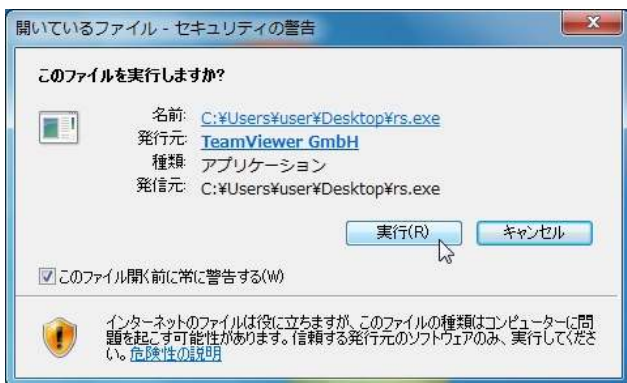 開いているファイル - セキュリティの警告
このファイルを実行しますか?
名前: C:¥Users¥user¥Desktop¥rs.exe
発行元: TeamViewer GmbH
種類: アプリケーション
発信元: C:¥Users¥user¥Desktop¥rs.exe
実行(R) キャンセル
このファイル開く前に常に警告する(W)
インターネットのファイルは役に立ちますが、このファイルの種類はコンピューターに問
題を起こす可能性があります。信頼する発行元のソフトウェアのみ、実行してくださ
い。危険性の説明